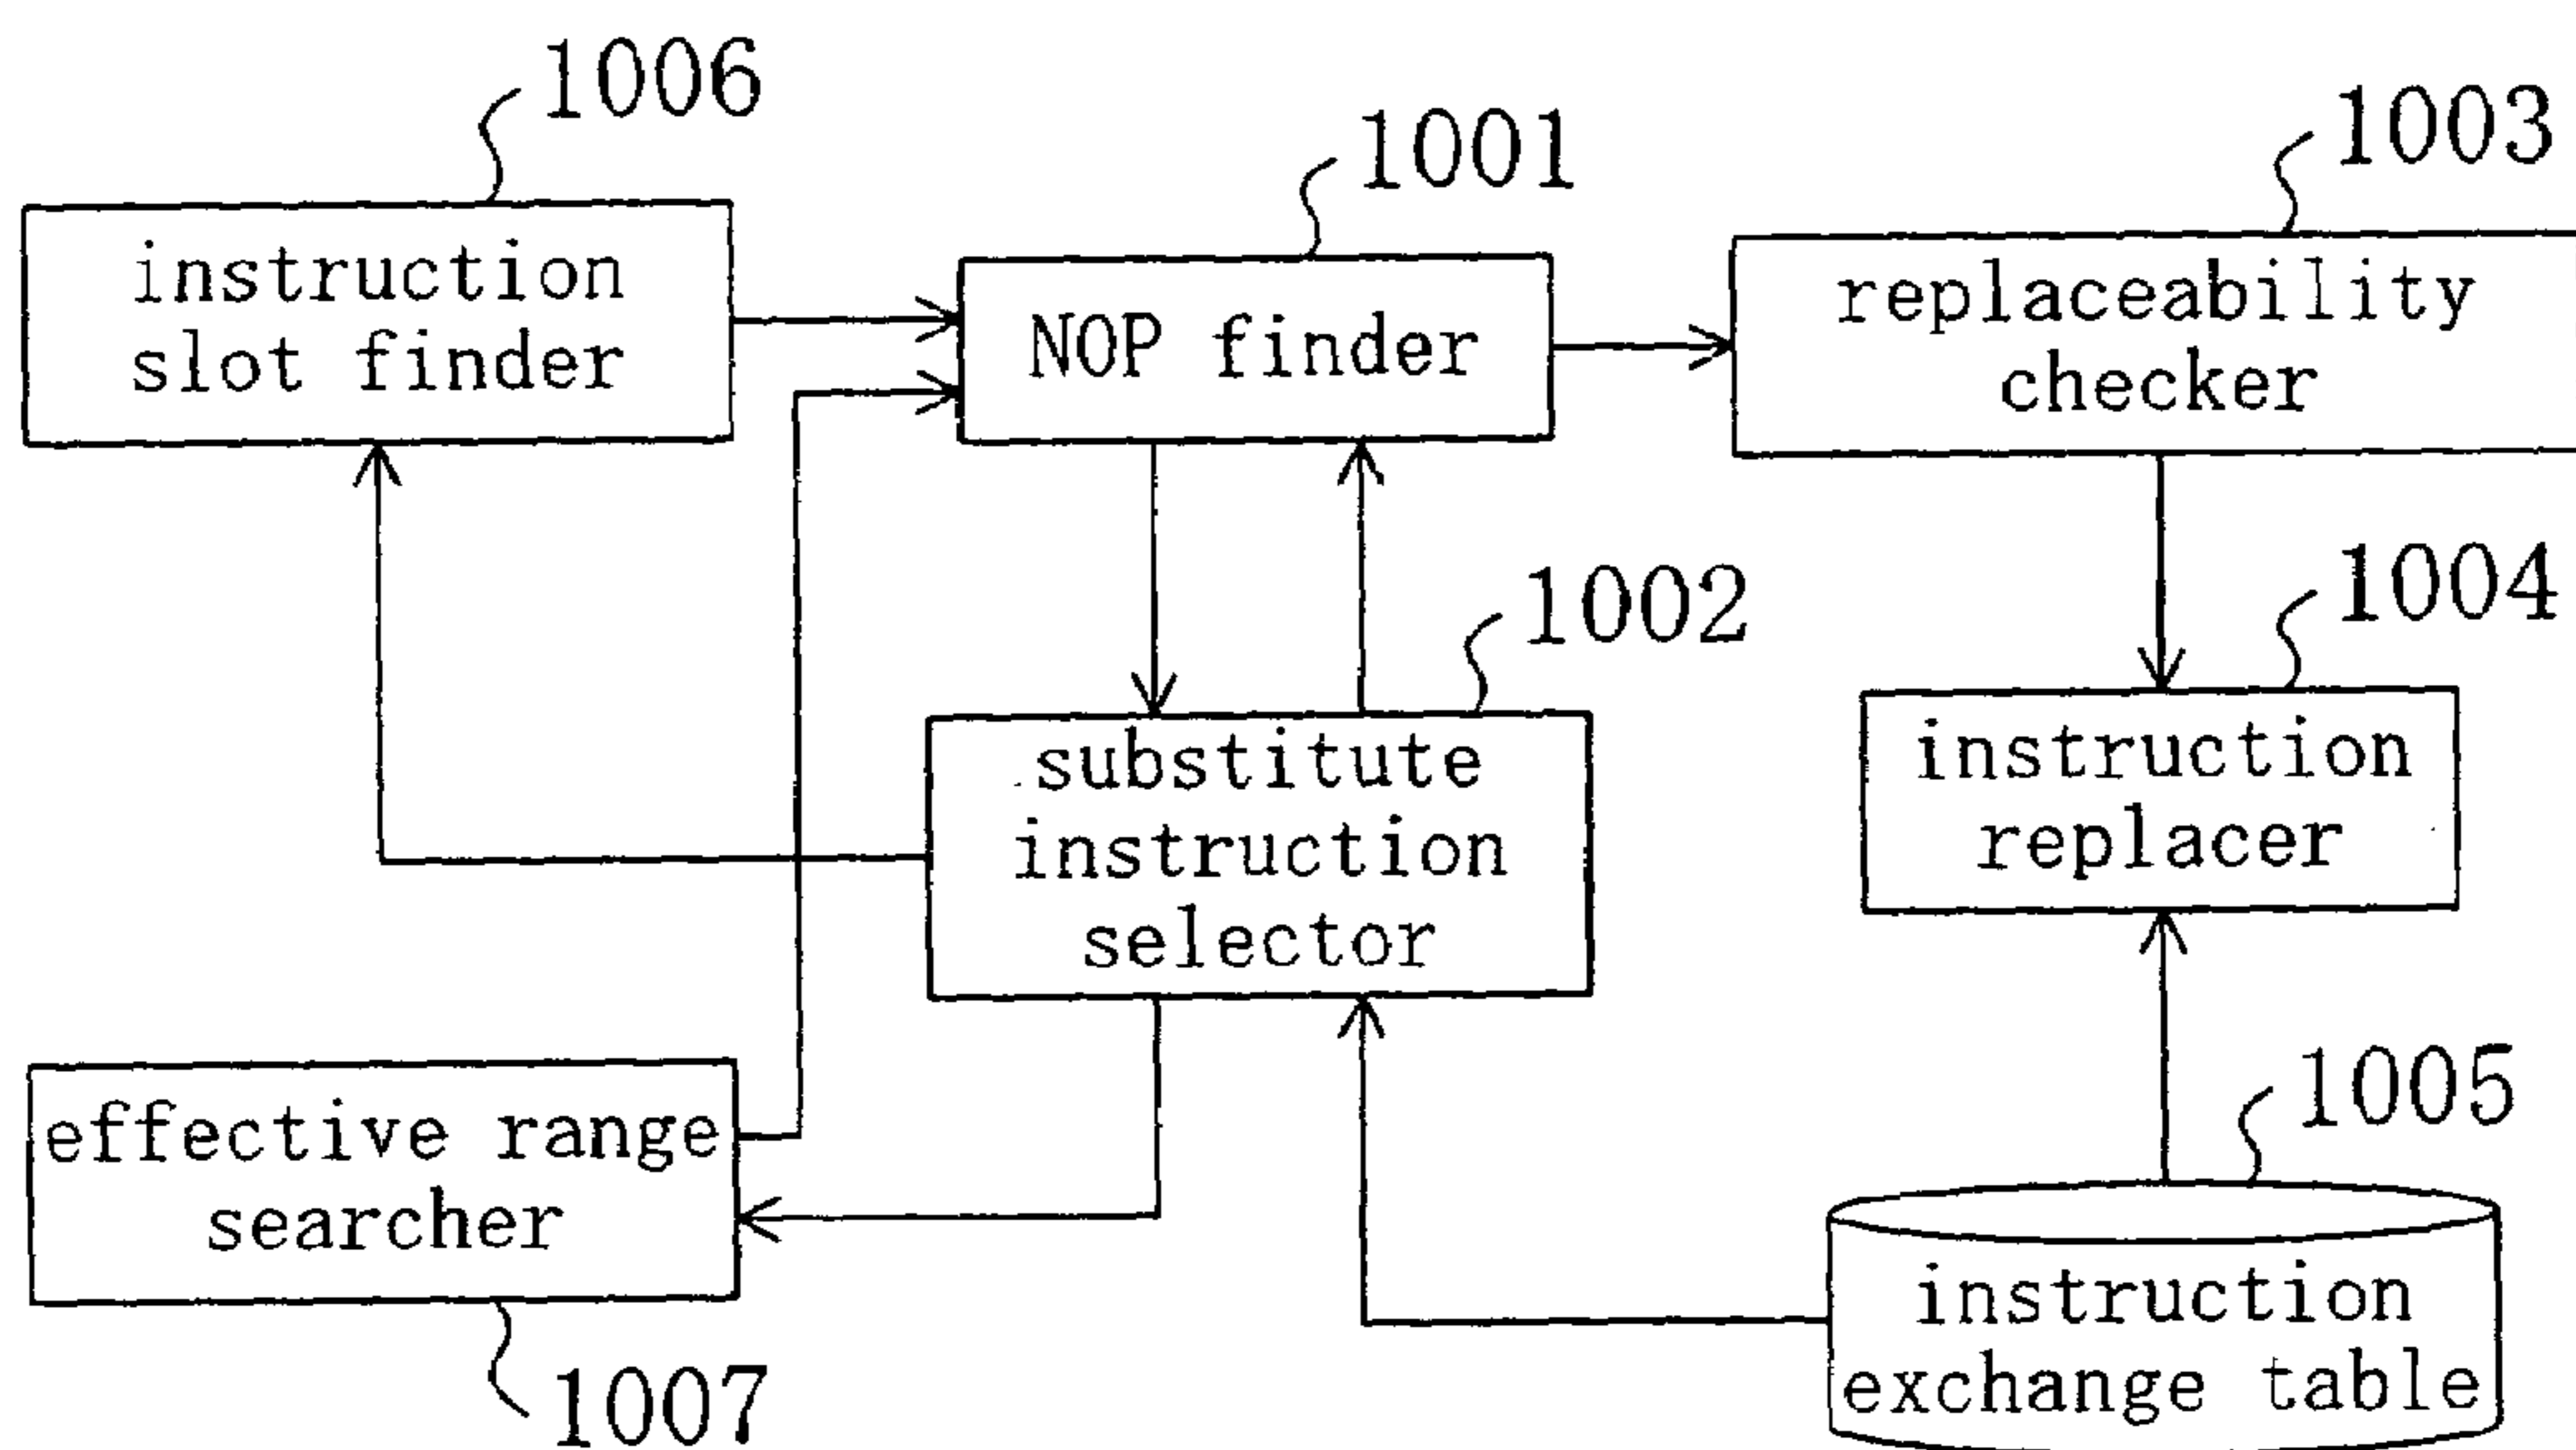 1006
1001
1003
instruction
slot finder
NOP finder
replaceability
checker
1002
1004
substitute
instruction
selector
instruction
replacer
effective range
searcher
1005
instruction
exchange table
1007